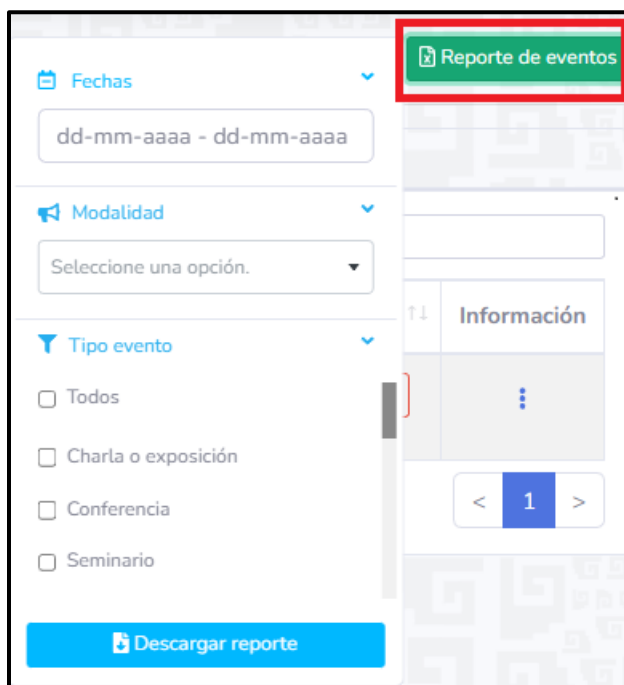 Reporte de eventos
Fechas
dd-mm-aaaa - dd-mm-aaaa
Modalidad
Seleccione una opción.
Información
Tipo evento
Todos
Charla o exposición
Conferencia
< 1 >
Seminario
Descargar reporte